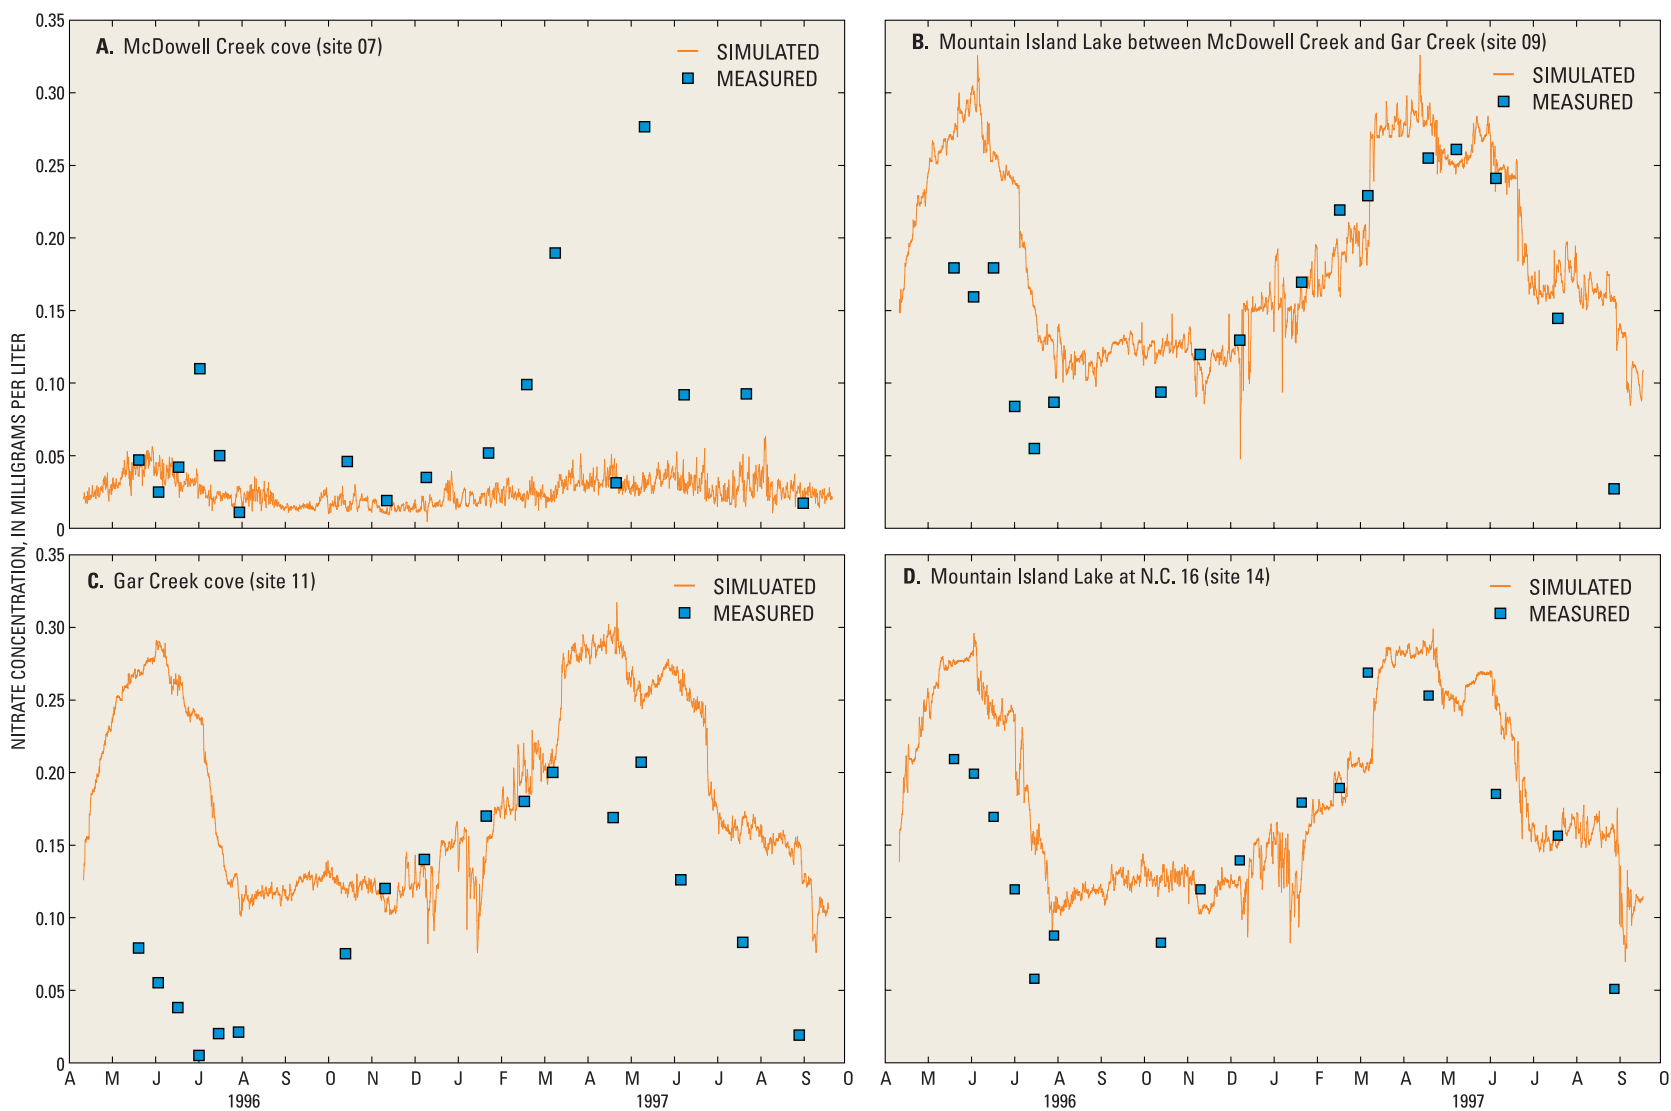 NITRATE CONCENTRATION, IN MILLIGRAMS PER LITER
A. McDowell Creek cove (site 07)
SIMULATED
MEASURED
0.35
0.30
0.25
0.20
0.15
0.10
0.05
0
B. Mountain Island Lake between McDowell Creek and Gar Creek (site 09)
SIMULATED
MEASURED
C. Gar Creek cove (site 11)
SIMLUATED
MEASURED
0.35
0.30
0.25
0.20
0.15
0.10
0.05
0
A M J J A S O N D J F M A M J J A S O
1996 1997
D. Mountain Island Lake at N.C. 16 (site 14)
SIMULATED
MEASURED
A M J J A S O N D J F M A M J J A S O
1996 1997